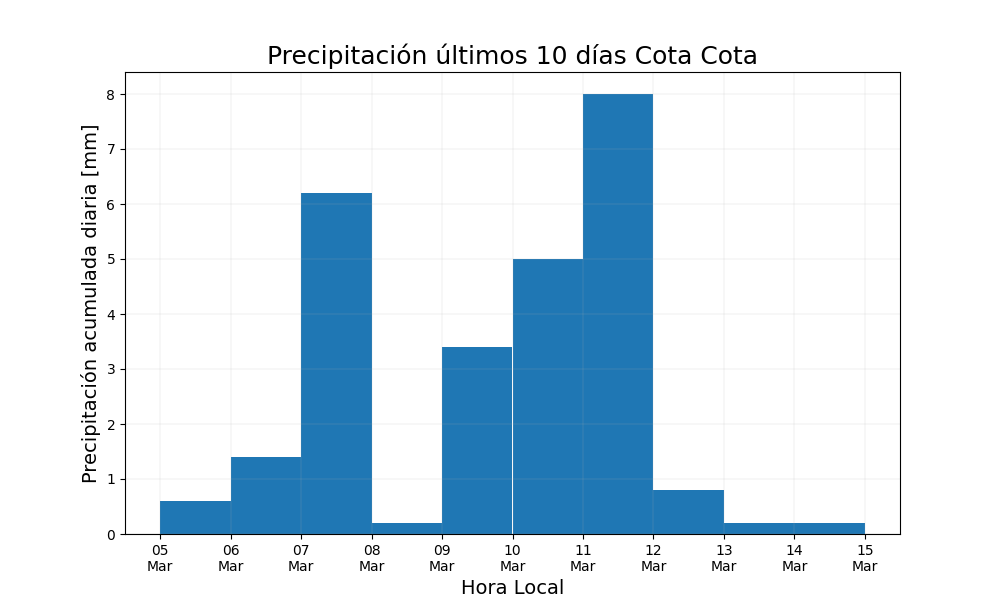 Precipitación últimos 10 días Cota Cota
Precipitación acumulada diaria [mm]
8
7
6
5
4
3
2
1
0
05 06 07 08 09 10 11 12 13 14 15
Mar Mar Mar Mar Mar Mar Mar Mar Mar Mar Mar
Hora Local